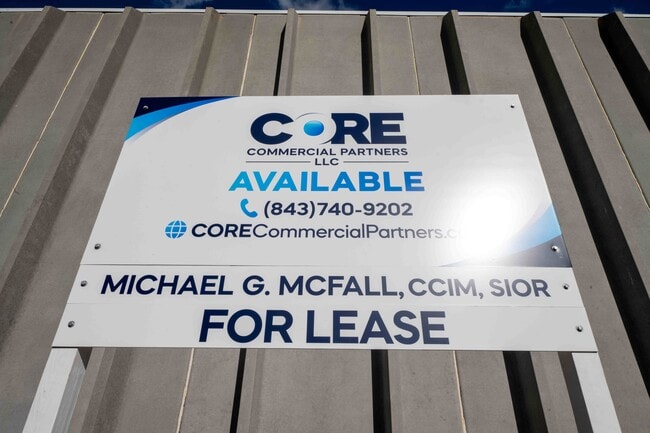 CORE
COMMERCIAL PARTNERS
LLC
AVAILABLE
(843)740-9202
CORECommercialPartners.c
MICHAEL G. MCFALL, CCIM, SIOR
FOR LEASE